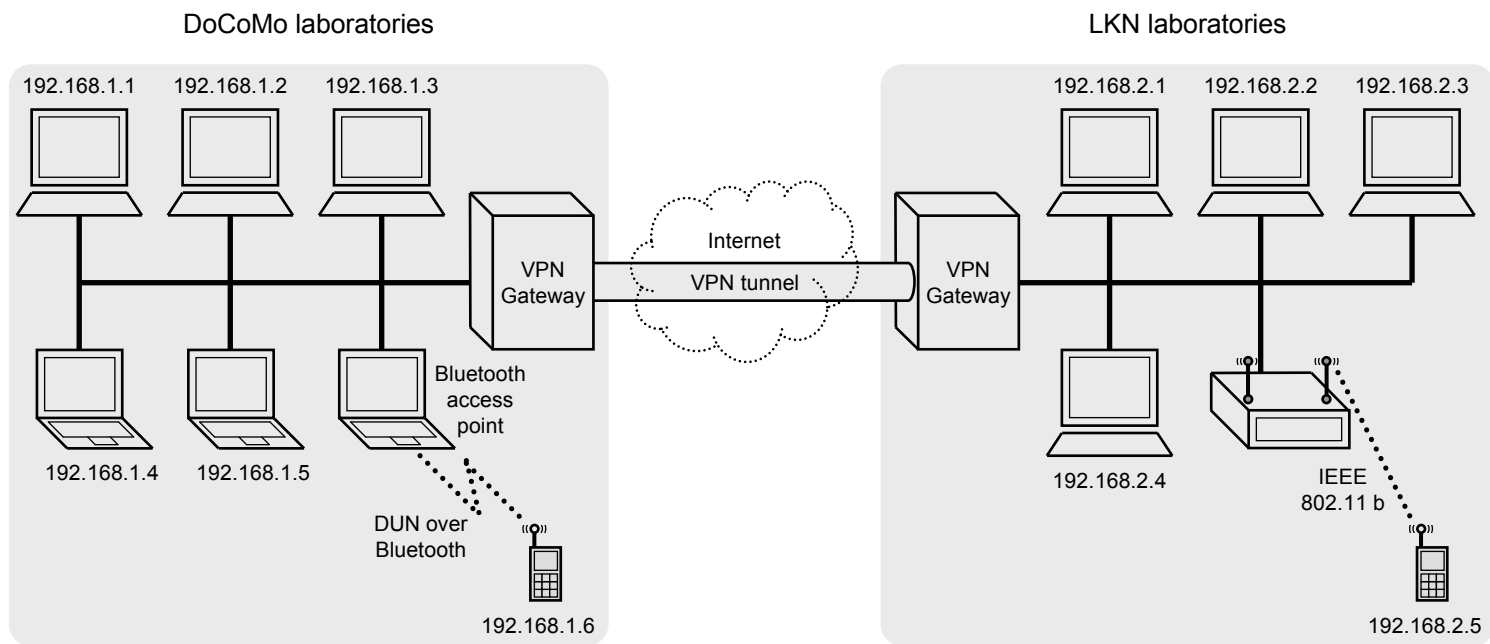 DoCoMo laboratories
LKN laboratories
192.168.1.1
192.168.1.2
192.168.1.3
192.168.2.1
192.168.2.2
192.168.2.3
VPN
Gateway
Internet
VPN tunnel
VPN
Gateway
Bluetooth
access
point
192.168.1.4
192.168.1.5
DUN over
Bluetooth
192.168.1.6
192.168.2.4
IEEE
802.11 b
192.168.2.5